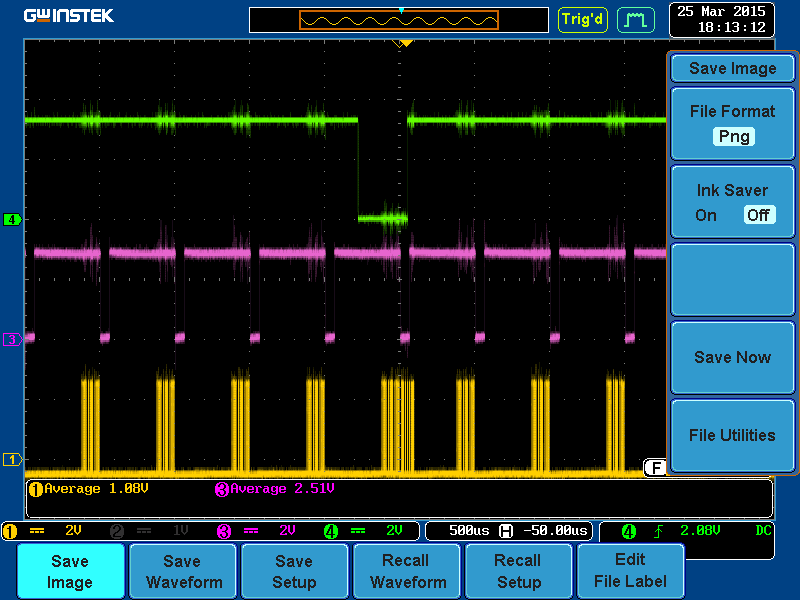 GWINSTEK
Trig'd
25 Mar 2015
18:13:12
Save Image
File Format
Png
Ink Saver
On Off
Save Now
File Utilities
4
3
1
F
1 Average 1.08V
3 Average 2.51V
1 2V 2 1V 3 2V 4 2V 500us H -50.00us 4 2.08V DC
Save Image
Save Waveform
Save Setup
Recall Waveform
Recall Setup
Edit File Label